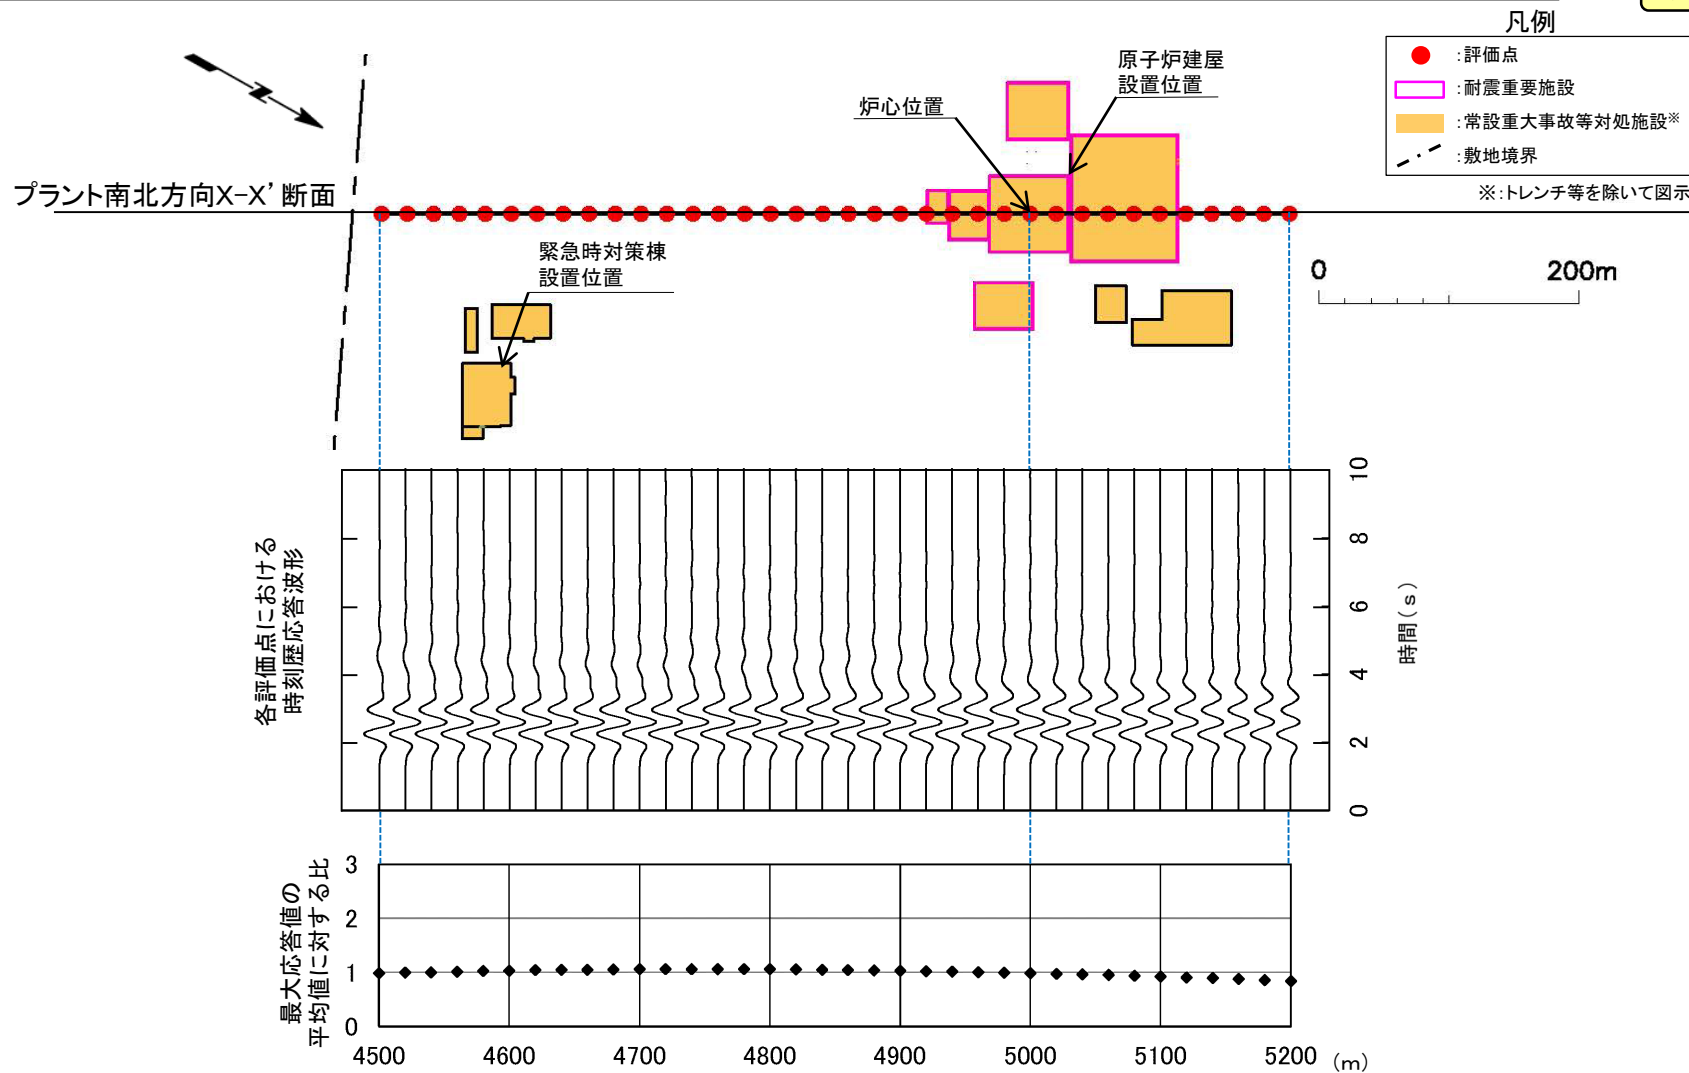 凡例
:評価点
:耐震重要施設
:常設重大事故等対処施設※
:敷地境界
※:トレンチ等を除いて図示
原子炉建屋
設置位置
炉心位置
プラント南北方向X-X’断面
緊急時対策棟
設置位置
0 200m
各評価点における
時刻歴応答波形
10
8
6
4
2
0
時間(s)
最大応答値の
平均値に対する比
3
2
1
0
4500 4600 4700 4800 4900 5000 5100 5200 (m)